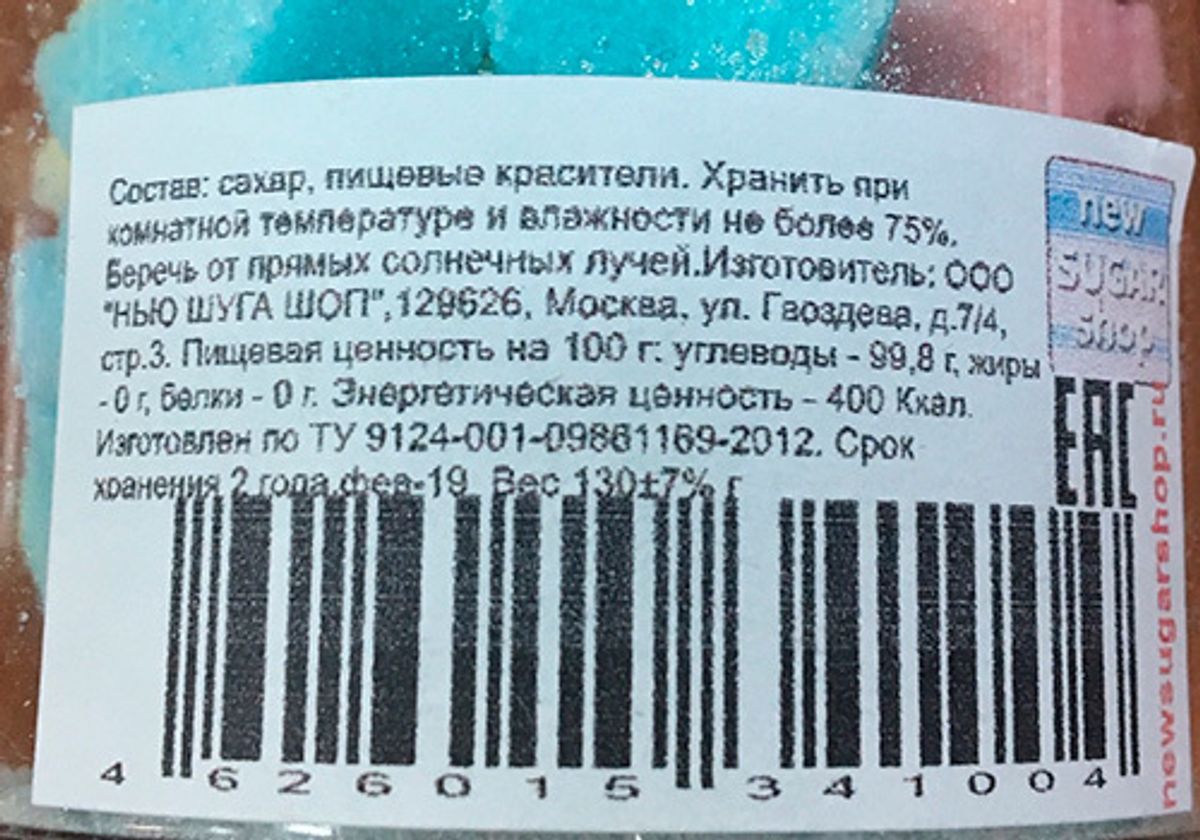 Состав: сахар, пищевые красители. Хранить при
комнатной температуре и влажности не более 75%.
Беречь от прямых солнечных лучей.Изготовитель: ООО
"НЬЮ ШУГА ШОП",129626, Москва, ул. Гвоздева, д.7/4,
стр.3. Пищевая ценность на 100 г: углеводы - 99,8 г, жиры
- 0 г, белки - 0 г. Энергетическая ценность - 400 Ккал.
Изготовлен по ТУ 9124-001-09861169-2012. Срок
хранения 2 года.фев-19 Вес 130±7% г
new
SUGAR
shop
EAC
newsugarshop.ru
4 626015 341004